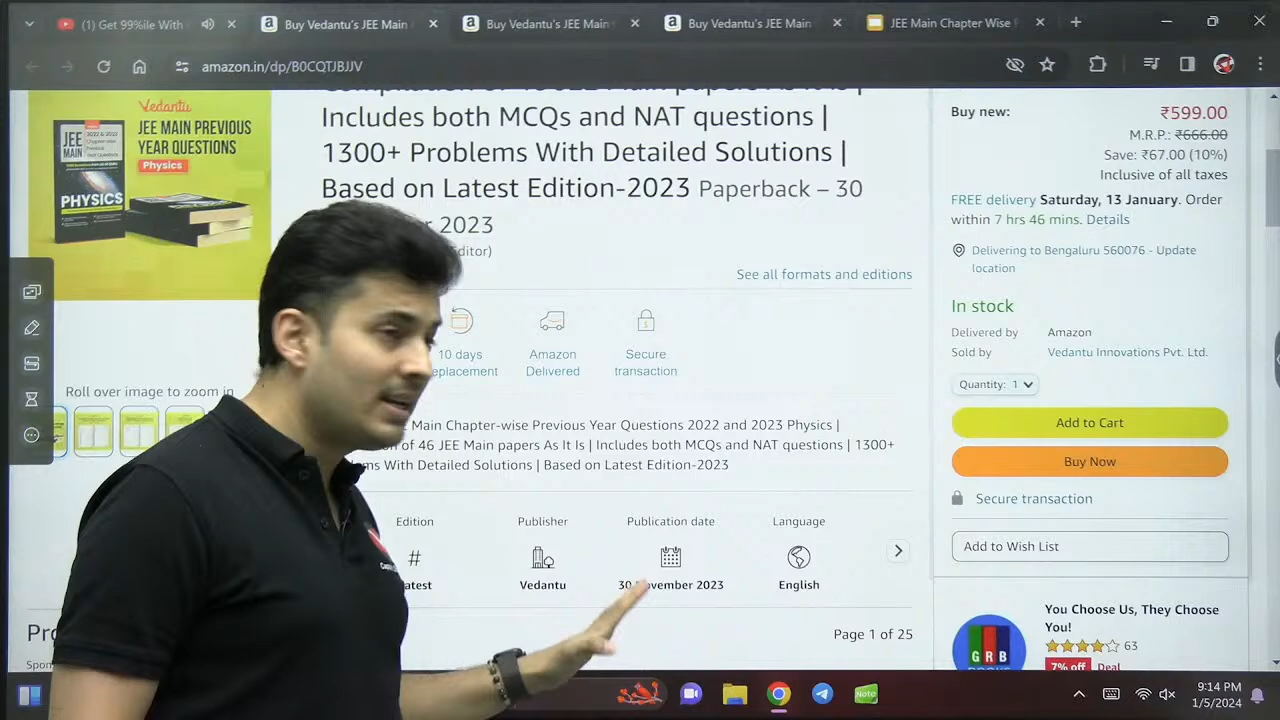 (1) Get 99%ile With
Buy Vedantu's JEE Main
Buy Vedantu's JEE Main
Buy Vedantu's JEE Main
JEE Main Chapter Wise
amazon.in/dp/B0CQTJBJJV
Vedantu
JEE MAIN PREVIOUS
YEAR QUESTIONS
Physics
JEE
MAIN
PHYSICS
Includes both MCQs and NAT questions |
1300+ Problems With Detailed Solutions |
Based on Latest Edition-2023 Paperback – 30
2023
See all formats and editions
10 days
Amazon
Delivered
Secure
transaction
Roll over image to zoom in
Main Chapter-wise Previous Year Questions 2022 and 2023 Physics |
of 46 JEE Main papers As It Is | Includes both MCQs and NAT questions | 1300+
With Detailed Solutions | Based on Latest Edition-2023
Edition
Publisher
Publication date
Language
#
Vedantu
30 November 2023
English
Page 1 of 25
Buy new:
₹599.00
M.R.P.: ₹666.00
Save: ₹67.00 (10%)
Inclusive of all taxes
FREE delivery Saturday, 13 January. Order
within 7 hrs 46 mins. Details
Delivering to Bengaluru 560076 - Update
location
In stock
Delivered by Amazon
Sold by Vedantu Innovations Pvt. Ltd.
Quantity: 1
Add to Cart
Buy Now
Secure transaction
Add to Wish List
You Choose Us, They Choose
You!
GRB
63
7% off Deal
Note
9:14 PM
1/5/2024